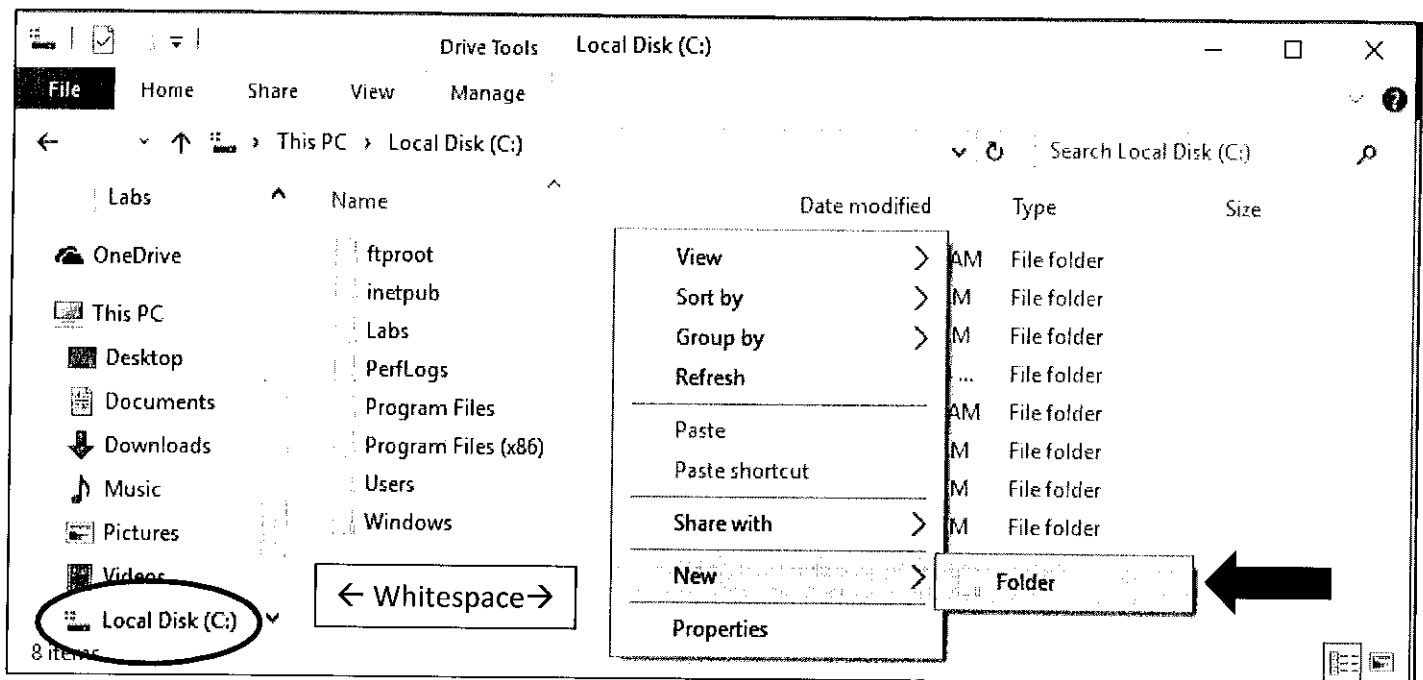 Drive Tools Local Disk (C:)
File Home Share View Manage
This PC › Local Disk (C:) Search Local Disk (C:)
Labs
OneDrive
This PC
Desktop
Documents
Downloads
Music
Pictures
Videos
Local Disk (C:)
8 items
Name Date modified Type Size
ftproot AM File folder
inetpub M File folder
Labs M File folder
PerfLogs ... File folder
Program Files AM File folder
Program Files (x86) M File folder
Users M File folder
Windows M File folder
← Whitespace→
View
Sort by
Group by
Refresh
Paste
Paste shortcut
Share with
New
Properties
Folder